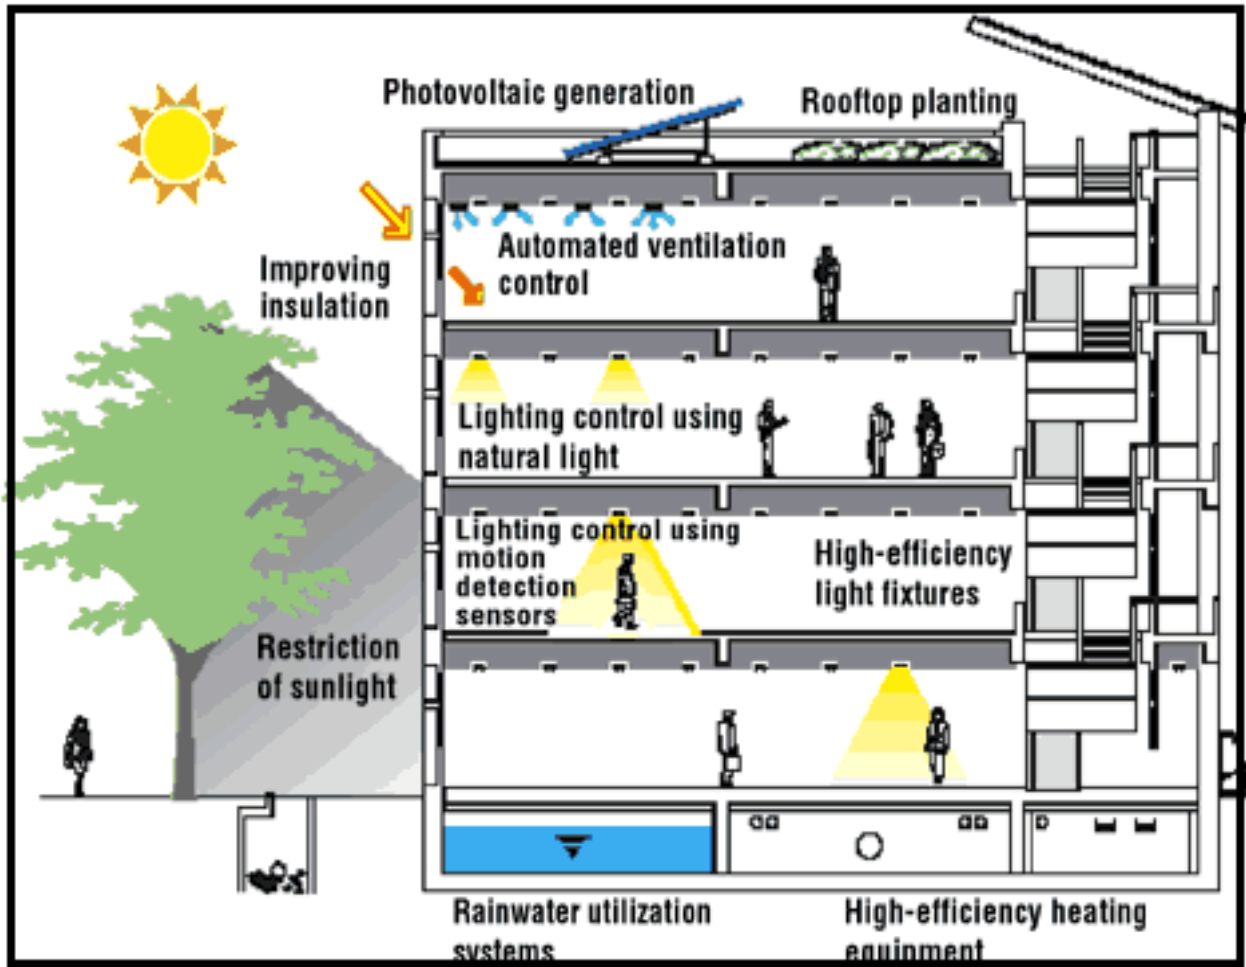 Photovoltaic generation
Rooftop planting
Improving
insulation
Automated ventilation
control
Lighting control using
natural light
Lighting control using
motion
detection
sensors
High-efficiency
light fixtures
Restriction
of sunlight
Rainwater utilization
systems
High-efficiency heating
equipment